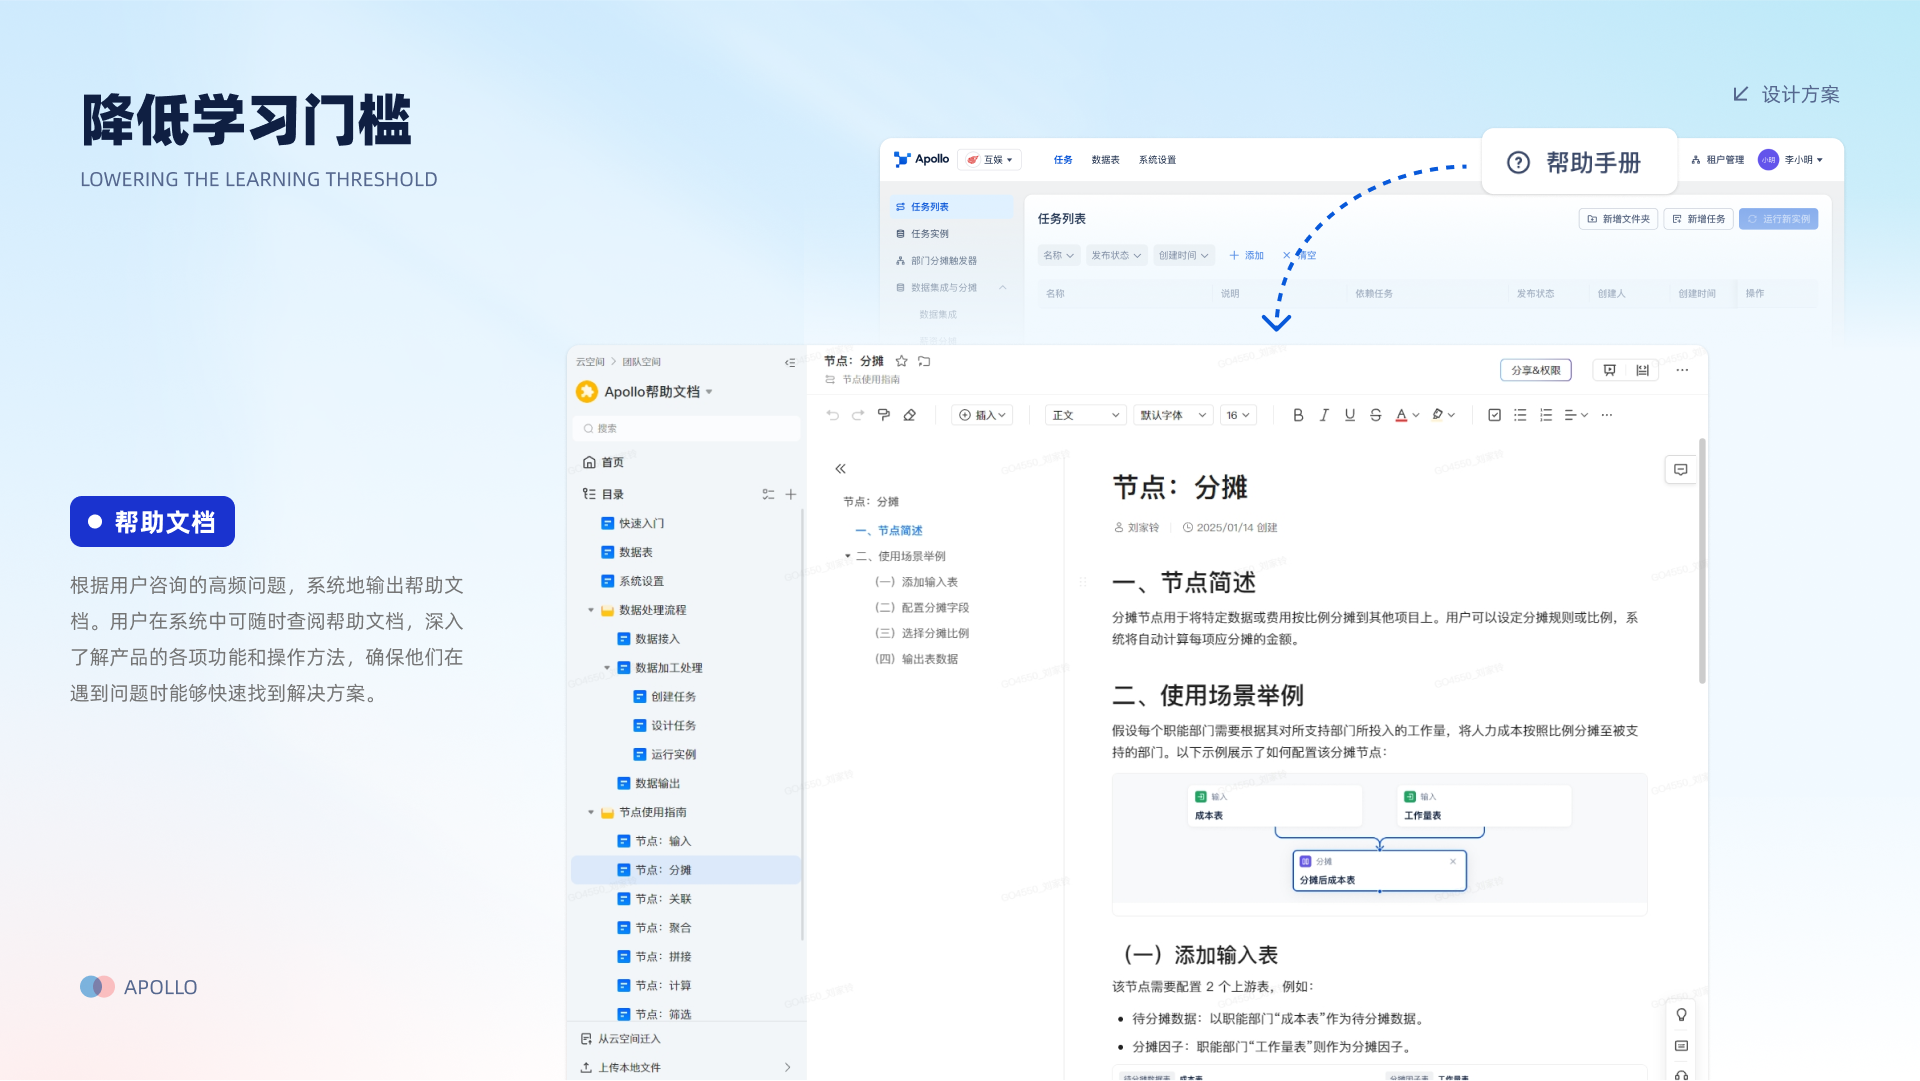 降低学习门槛
LOWERING THE LEARNING THRESHOLD
设计方案
帮助文档
根据用户咨询的高频问题，系统地输出帮助文
档。用户在系统中可随时查阅帮助文档，深入
了解产品的各项功能和操作方法，确保他们在
遇到问题时能够快速找到解决方案。
APOLLO
Apollo
互娱
任务
数据表
系统设置
帮助手册
租户管理
小明
李小明
任务列表
任务实例
部门分摊触发器
数据集成与分摊
数据集成
任务列表
新增文件夹
新增任务
运行新实例
名称
发布状态
创建时间
添加
清空
名称
说明
依赖任务
发布状态
创建人
创建时间
操作
云空间 > 团队空间
Apollo帮助文档
搜索
首页
目录
快速入门
数据表
系统设置
数据处理流程
数据接入
数据加工处理
创建任务
设计任务
运行实例
数据输出
节点使用指南
节点：输入
节点：分摊
节点：关联
节点：聚合
节点：拼接
节点：计算
节点：筛选
从云空间迁入
上传本地文件
节点：分摊
节点使用指南
分享&权限
插入
正文
默认字体
16
节点：分摊
一、节点简述
二、使用场景举例
（一）添加输入表
（二）配置分摊字段
（三）选择分摊比例
（四）输出表数据
节点：分摊
刘家铃
2025/01/14 创建
一、节点简述
分摊节点用于将特定数据或费用按比例分摊到其他项目上。用户可以设定分摊规则或比例，系
统将自动计算每项应分摊的金额。
二、使用场景举例
假设每个职能部门需要根据其对所支持部门所投入的工作量，将人力成本按照比例分摊至被支
持的部门。以下示例展示了如何配置该分摊节点：
输入
成本表
输入
工作量表
分摊
分摊后成本表
（一）添加输入表
该节点需要配置 2 个上游表，例如：
• 待分摊数据：以职能部门“成本表”作为待分摊数据。
• 分摊因子：职能部门“工作量表”则作为分摊因子。